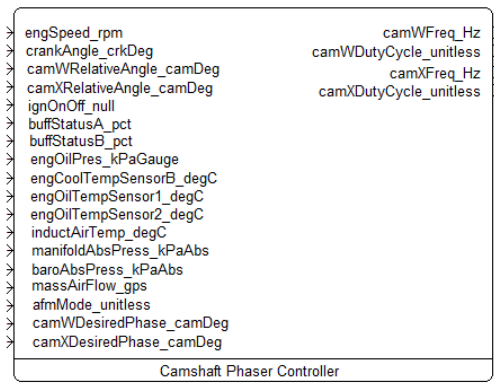 engSpeed_rpm
crankAngle_crkDeg
camWRelativeAngle_camDeg
camXRelativeAngle_camDeg
ignOnOff_null
buffStatusA_pct
buffStatusB_pct
engOilPres_kPaGauge
engCoolTempSensorB_degC
engOilTempSensor1_degC
engOilTempSensor2_degC
inductAirTemp_degC
manifoldAbsPress_kPaAbs
baroAbsPress_kPaAbs
massAirFlow_gps
afmMode_unitless
camWDesiredPhase_camDeg
camXDesiredPhase_camDeg
camWFreq_Hz
camWDutyCycle_unitless
camXFreq_Hz
camXDutyCycle_unitless
Camshaft Phaser Controller